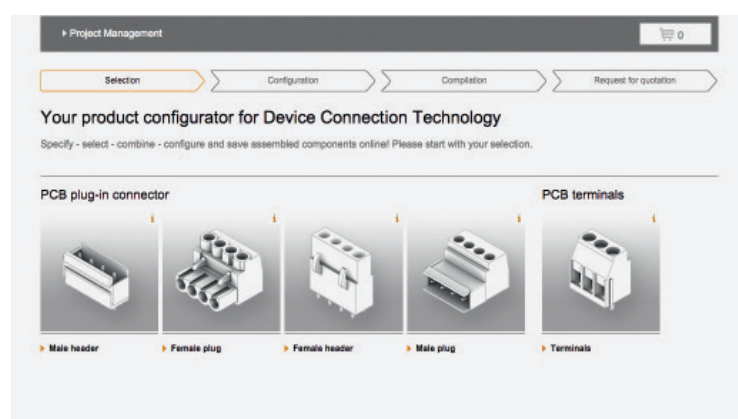 Project Management
0
Selection
Configuration
Compilation
Request for quotation
Your product configurator for Device Connection Technology
Specify - select - combine - configure and save assembled components online! Please start with your selection.
PCB plug-in connector
PCB terminals
i
i
i
i
i
Male header
Female plug
Female header
Male plug
Terminals